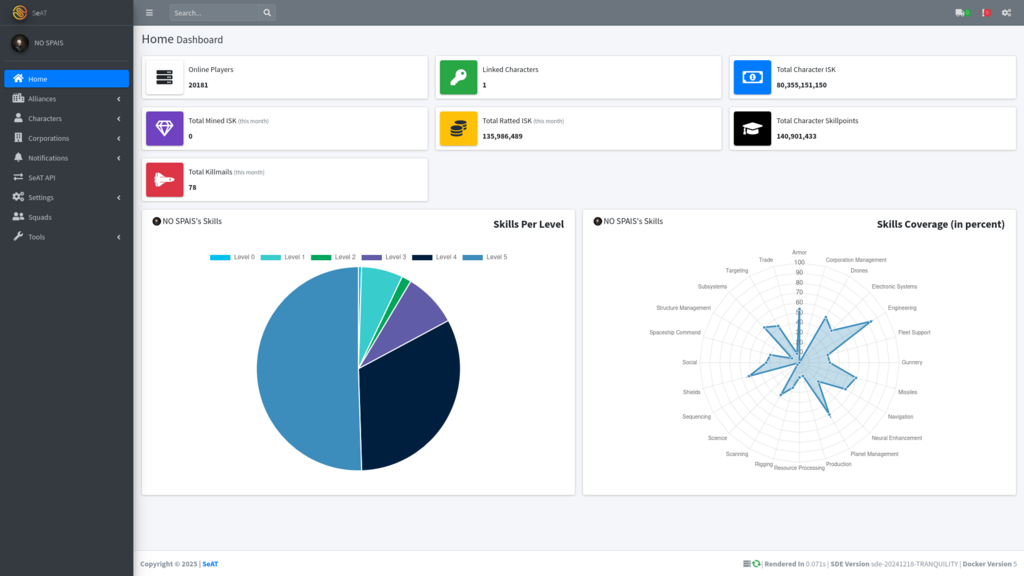 SeAT
Search...
0
0
NO SPAIS
Home Dashboard
Home
Alliances
Characters
Corporations
Notifications
SeAT API
Settings
Squads
Tools
Online Players
20181
Linked Characters
1
Total Character ISK
80,355,151,150
Total Mined ISK (this month)
0
Total Ratted ISK (this month)
135,986,489
Total Character Skillpoints
140,901,433
Total Killmails (this month)
78
NO SPAIS's Skills
Skills Per Level
Level 0 Level 1 Level 2 Level 3 Level 4 Level 5
NO SPAIS's Skills
Skills Coverage (in percent)
Armor
Corporation Management
Drones
Electronic Systems
Engineering
Fleet Support
Gunnery
Missiles
Navigation
Neural Enhancement
Planet Management
Production
Resource Processing
Rigging
Scanning
Science
Sequencing
Shields
Social
Spaceship Command
Structure Management
Subsystems
Targeting
Trade
100
90
80
70
60
Copyright © 2025 | SeAT
| Rendered In 0.071s | SDE Version sde-20241218-TRANQUILITY | Docker Version 5